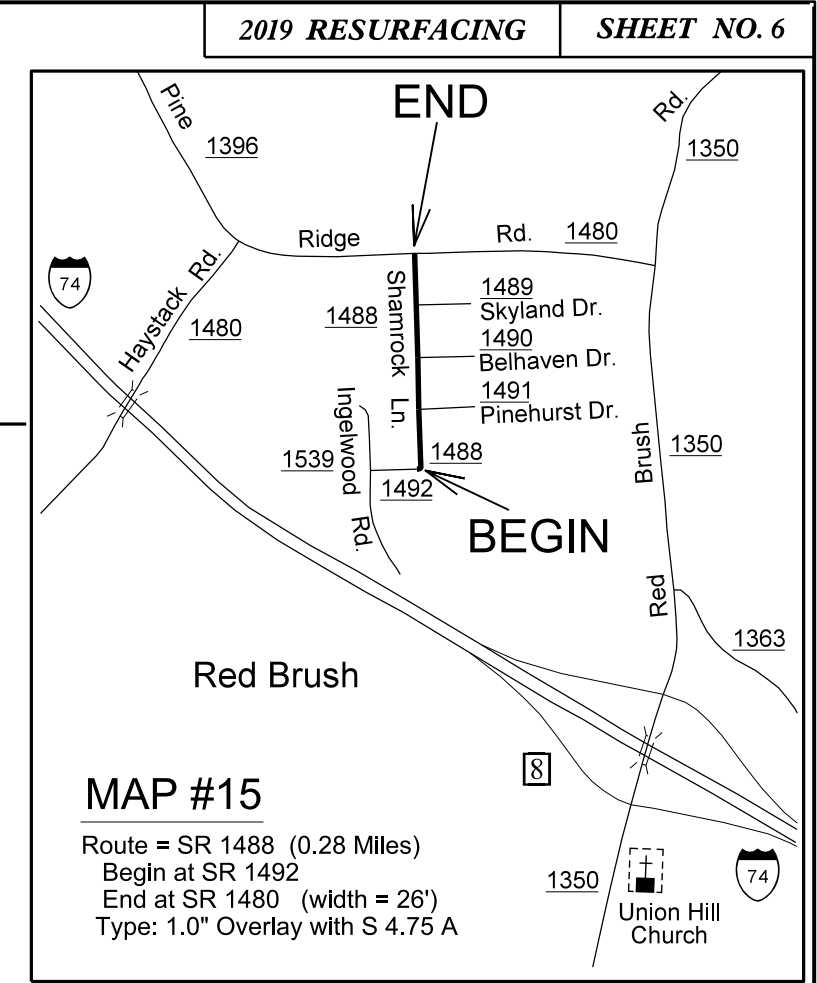 2019 RESURFACING
SHEET NO. 6
END
Pine
1396
Rd.
1350
Ridge
Rd.
1480
74
Haystack Rd.
1480
1488
Shamrock Ln.
1489
Skyland Dr.
1490
Belhaven Dr.
1491
Pinehurst Dr.
Ingelwood Rd.
1539
1488
1492
BEGIN
Brush
1350
Red
1363
Red Brush
8
MAP #15
Route = SR 1488 (0.28 Miles)
Begin at SR 1492
End at SR 1480 (width = 26')
Type: 1.0" Overlay with S 4.75 A
1350
Union Hill
Church
74